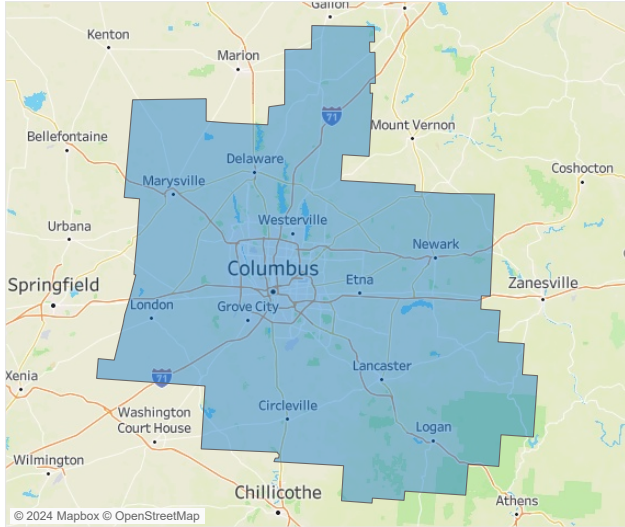 Galion
Kenton
Marion
71
Mount Vernon
Bellefontaine
Delaware
Coshocton
Marysville
Urbana
Westerville
Newark
Columbus
Springfield
Etna
Zanesville
London
Grove City
Lancaster
71
Xenia
Circleville
Washington
Court House
Logan
Wilmington
Chillicothe
Athens
© 2024 Mapbox © OpenStreetMap